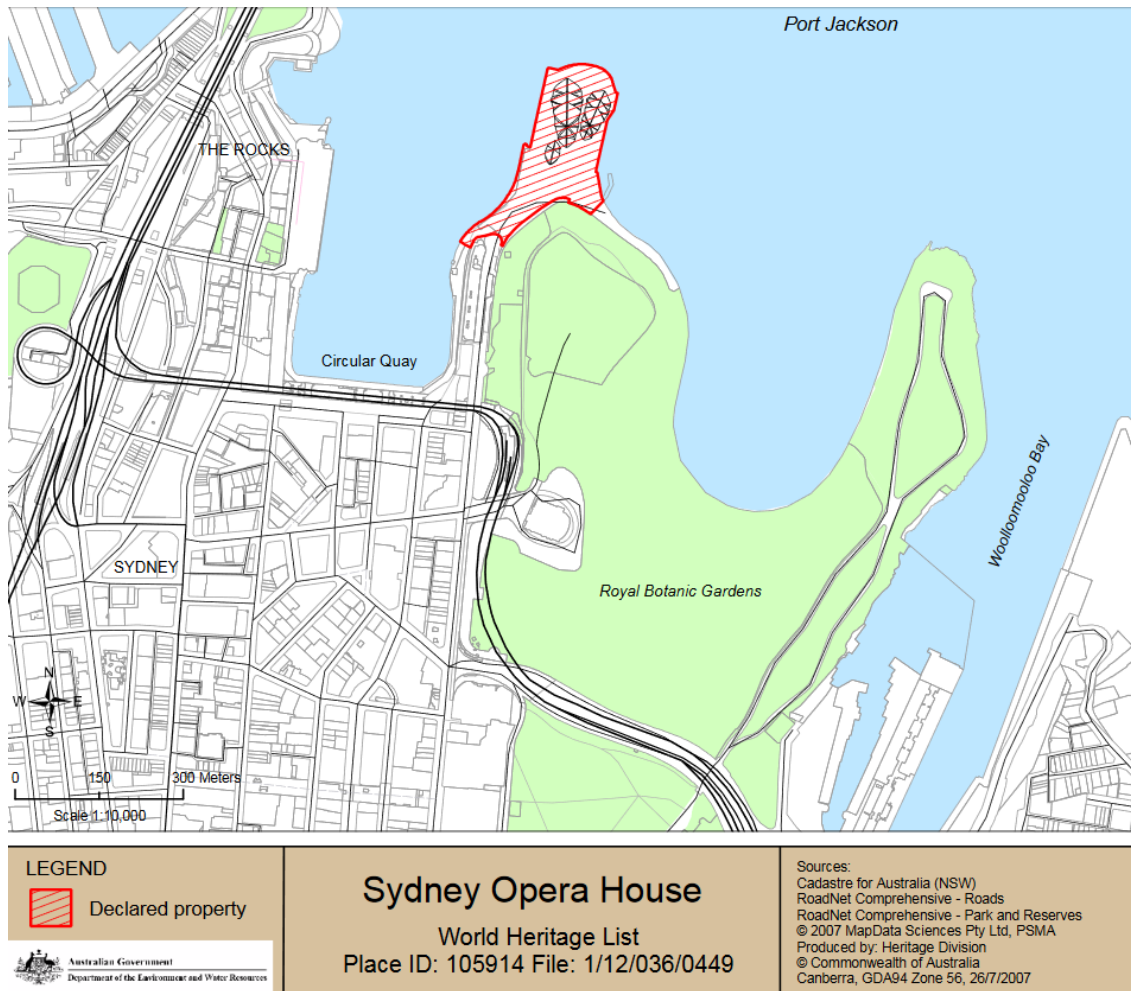 Port Jackson
THE ROCKS
Circular Quay
Woolloomooloo Bay
SYDNEY
Royal Botanic Gardens
N
W E
S
0 150 300 Meters
Scale 1:10,000
LEGEND
Declared property
Australian Government
Department of the Environment and Water Resources
Sydney Opera House
World Heritage List
Place ID: 105914 File: 1/12/036/0449
Sources:
Cadastre for Australia (NSW)
RoadNet Comprehensive - Roads
RoadNet Comprehensive - Park and Reserves
© 2007 MapData Sciences Pty Ltd, PSMA
Produced by: Heritage Division
© Commonwealth of Australia
Canberra, GDA94 Zone 56, 26/7/2007